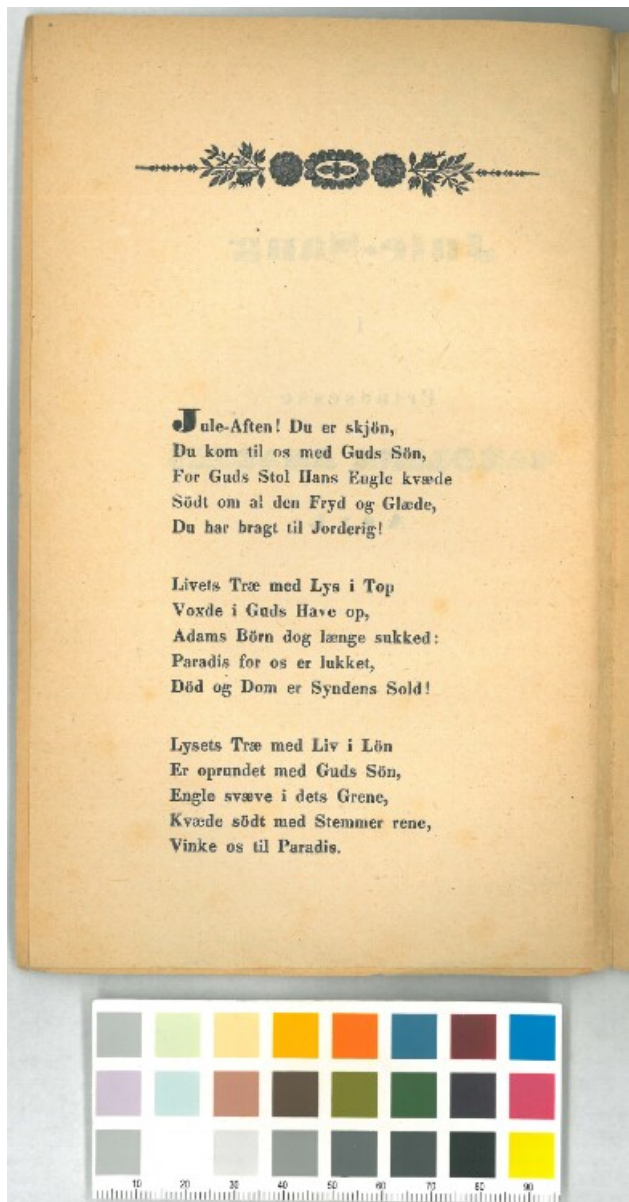 Jule-Aften! Du er skjön,
Du kom til os med Guds Sön,
For Guds Stol Hans Engle kvæde
Södt om al den Fryd og Glæde,
Du har bragt til Jorderig!
Livets Træ med Lys i Top
Voxde i Guds Have op,
Adams Börn dog længe sukked:
Paradis for os er lukket,
Död og Dom er Syndens Sold!
Lysets Træ med Liv i Lön
Er oprundet med Guds Sön,
Engle svæve i dets Grene,
Kvæde södt med Stemmer rene,
Vinke os til Paradis.
10 20 30 40 50 60 70 80 90